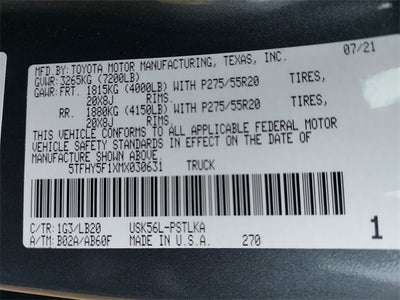 MFD.BY: TOYOTA MOTOR MANUFACTURING, TEXAS, INC. 07/21
GVWR: 3265KG (7200LB)
GAWR: FRT. 1815KG (4000LB) WITH P275/55R20 TIRES,
20X8J RIMS.
RR. 1880KG (4150LB) WITH P275/55R20 TIRES,
20X8J RIMS.
THIS VEHICLE CONFORMS TO ALL APPLICABLE FEDERAL MOTOR
VEHICLE SAFETY STANDARDS IN EFFECT ON THE DATE OF
MANUFACTURE SHOWN ABOVE.
5TFHY5F1XMX030631 TRUCK
C/TR: 1G3/LB20 USK56L-PSTLKA 1
A/TM: B02A/AB60F MADE IN U.S.A. 270